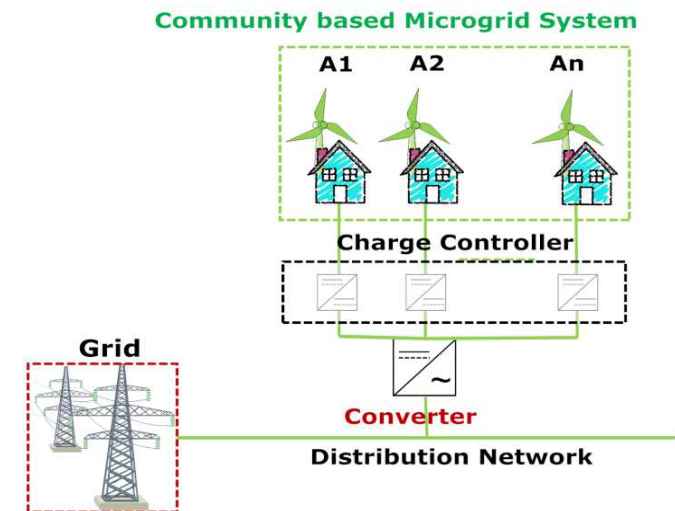 Community based Microgrid System
A1 A2 An
Charge Controller
Grid
~
Converter
Distribution Network